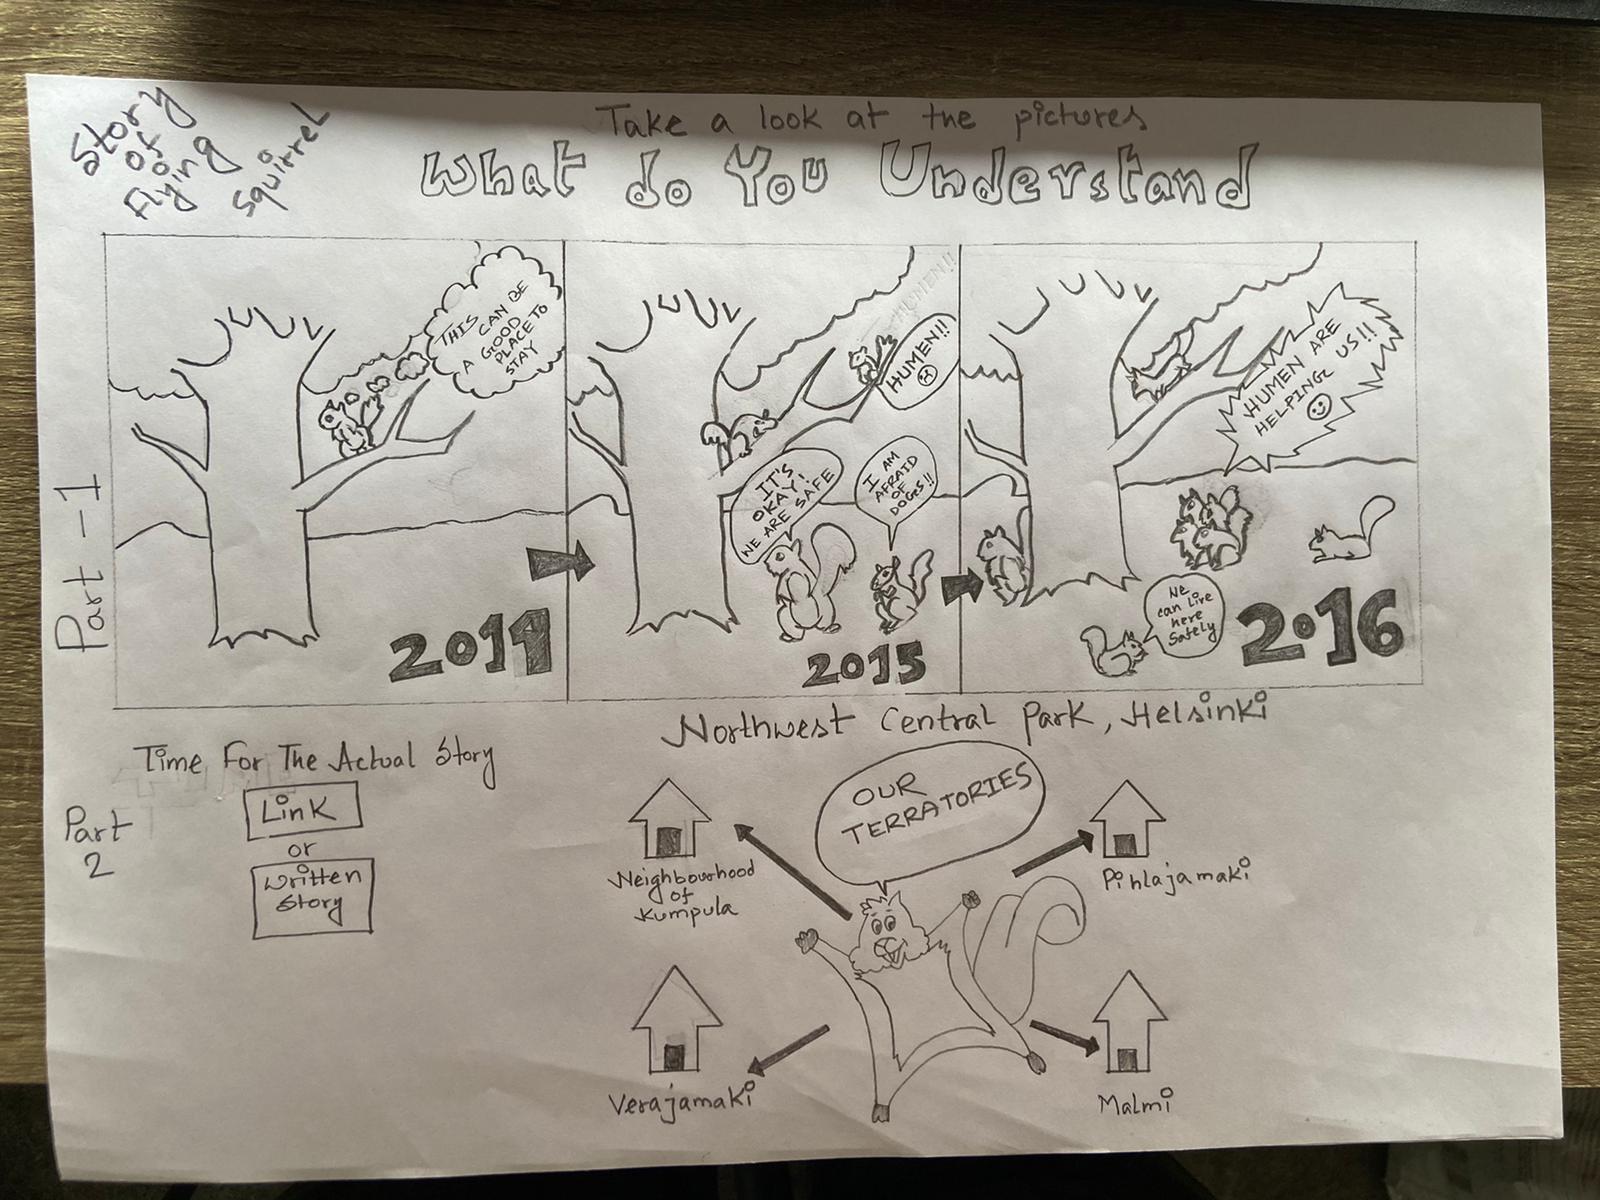 Story
of
Flying
Squirrel
Take a look at the pictures
What do You Understand
Part-1
THIS
CAN BE
A GOOD
PLACE TO
STAY
2011
HUMEN!!
HUMEN!!
IT'S
OKAY!
WE ARE SAFE
I AM
AFRAID
OF
DOGES!!
2015
HUMEN ARE
HELPING US!!
We
can live
here
Safely
2016
Northwest Central Park, Helsinki
Time For The Actual Story
Part
2
Link
or
Written
Story
OUR
TERRATORIES
Neighbourhood
of
Kumpula
Pihlajamaki
Verajamaki
Malmi